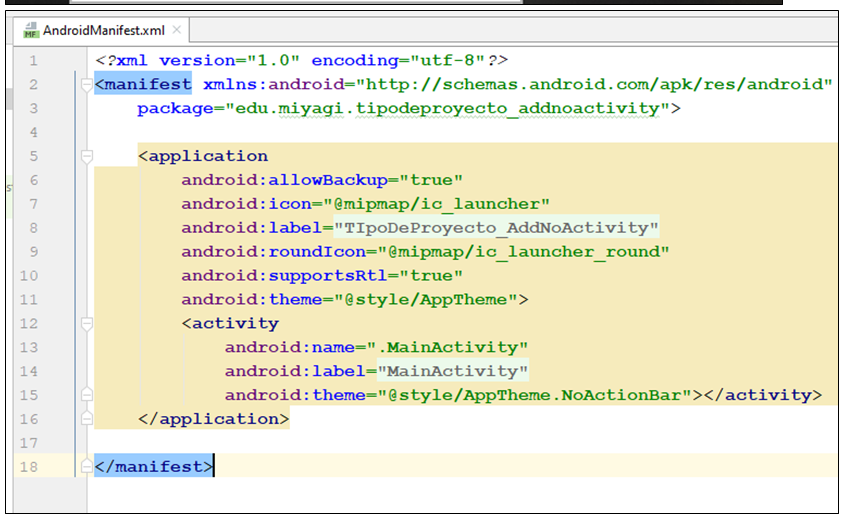 AndroidManifest.xml
1 <?xml version="1.0" encoding="utf-8"?>
2 <manifest xmlns:android="http://schemas.android.com/apk/res/android"
3 package="edu.miyagi.tipodeproyecto_addnoactivity">
4
5 <application
6 android:allowBackup="true"
7 android:icon="@mipmap/ic_launcher"
8 android:label="TIpoDeProyecto_AddNoActivity"
9 android:roundIcon="@mipmap/ic_launcher_round"
10 android:supportsRtl="true"
11 android:theme="@style/AppTheme">
12 <activity
13 android:name=".MainActivity"
14 android:label="MainActivity"
15 android:theme="@style/AppTheme.NoActionBar"></activity>
16 </application>
17
18 </manifest>